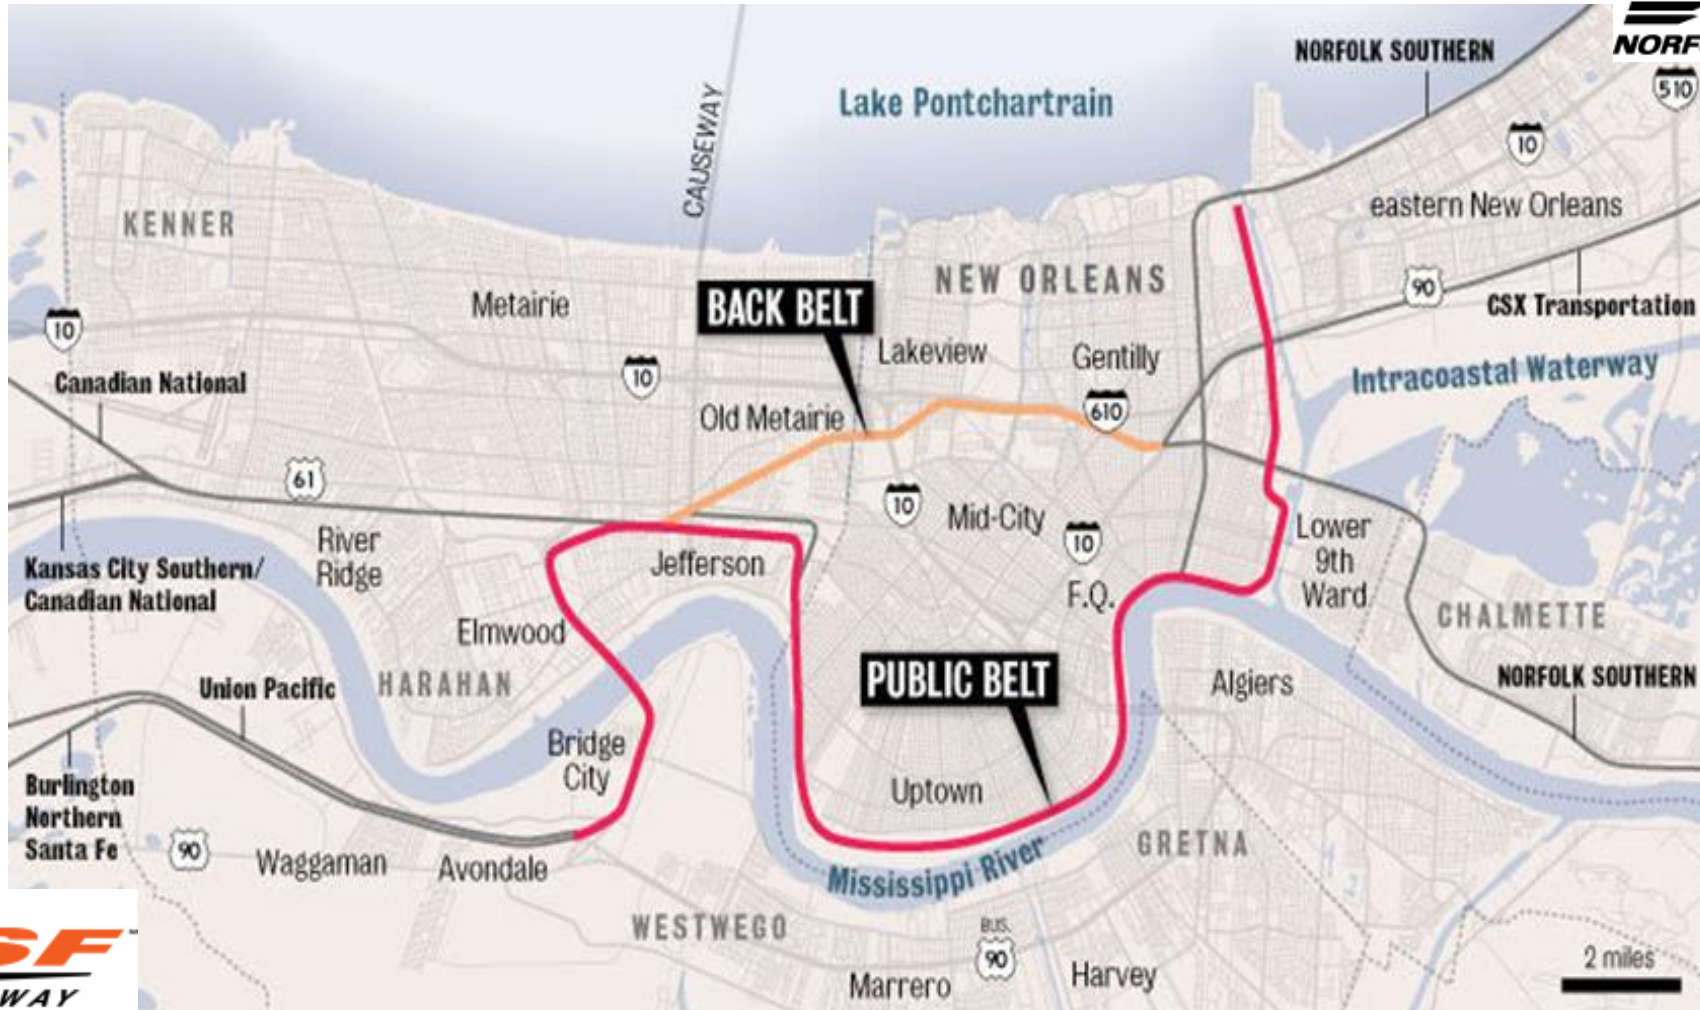 NORFOLK SOUTHERN
510
Lake Pontchartrain
10
CAUSEWAY
eastern New Orleans
KENNER
NEW ORLEANS
90
CSX Transportation
Metairie
BACK BELT
10
Lakeview
Gentilly
Intracoastal Waterway
Canadian National
10
Old Metairie
610
61
10
Mid-City
10
River
Ridge
Jefferson
Lower
9th
Ward
Kansas City Southern/
Canadian National
F.Q.
CHALMETTE
Elmwood
HARAHAN
Union Pacific
PUBLIC BELT
Algiers
NORFOLK SOUTHERN
Bridge
City
Uptown
Burlington
Northern
Santa Fe
90
Waggaman
Avondale
Mississippi River
GRETNA
WESTWEGO
BUS.
90
Marrero
Harvey
2 miles